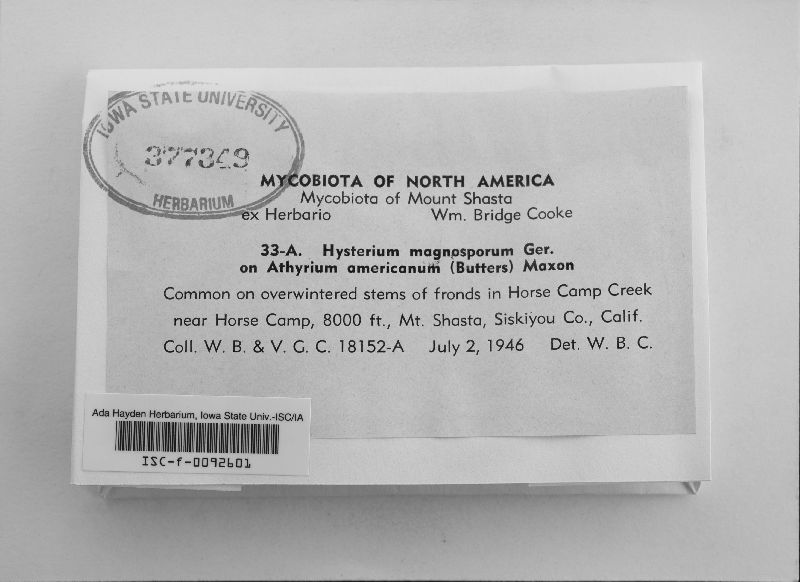 IOWA STATE UNIVERSITY
377349
HERBARIUM
MYCOBIOTA OF NORTH AMERICA
Mycobiota of Mount Shasta
ex Herbario Wm. Bridge Cooke
33-A. Hysterium magnosporum Ger.
on Athyrium americanum (Butters) Maxon
Common on overwintered stems of fronds in Horse Camp Creek
near Horse Camp, 8000 ft., Mt. Shasta, Siskiyou Co., Calif.
Coll. W. B. & V. G. C. 18152-A July 2, 1946 Det. W. B. C.
Ada Hayden Herbarium, Iowa State Univ.-ISC/IA
ISC-f-0092601